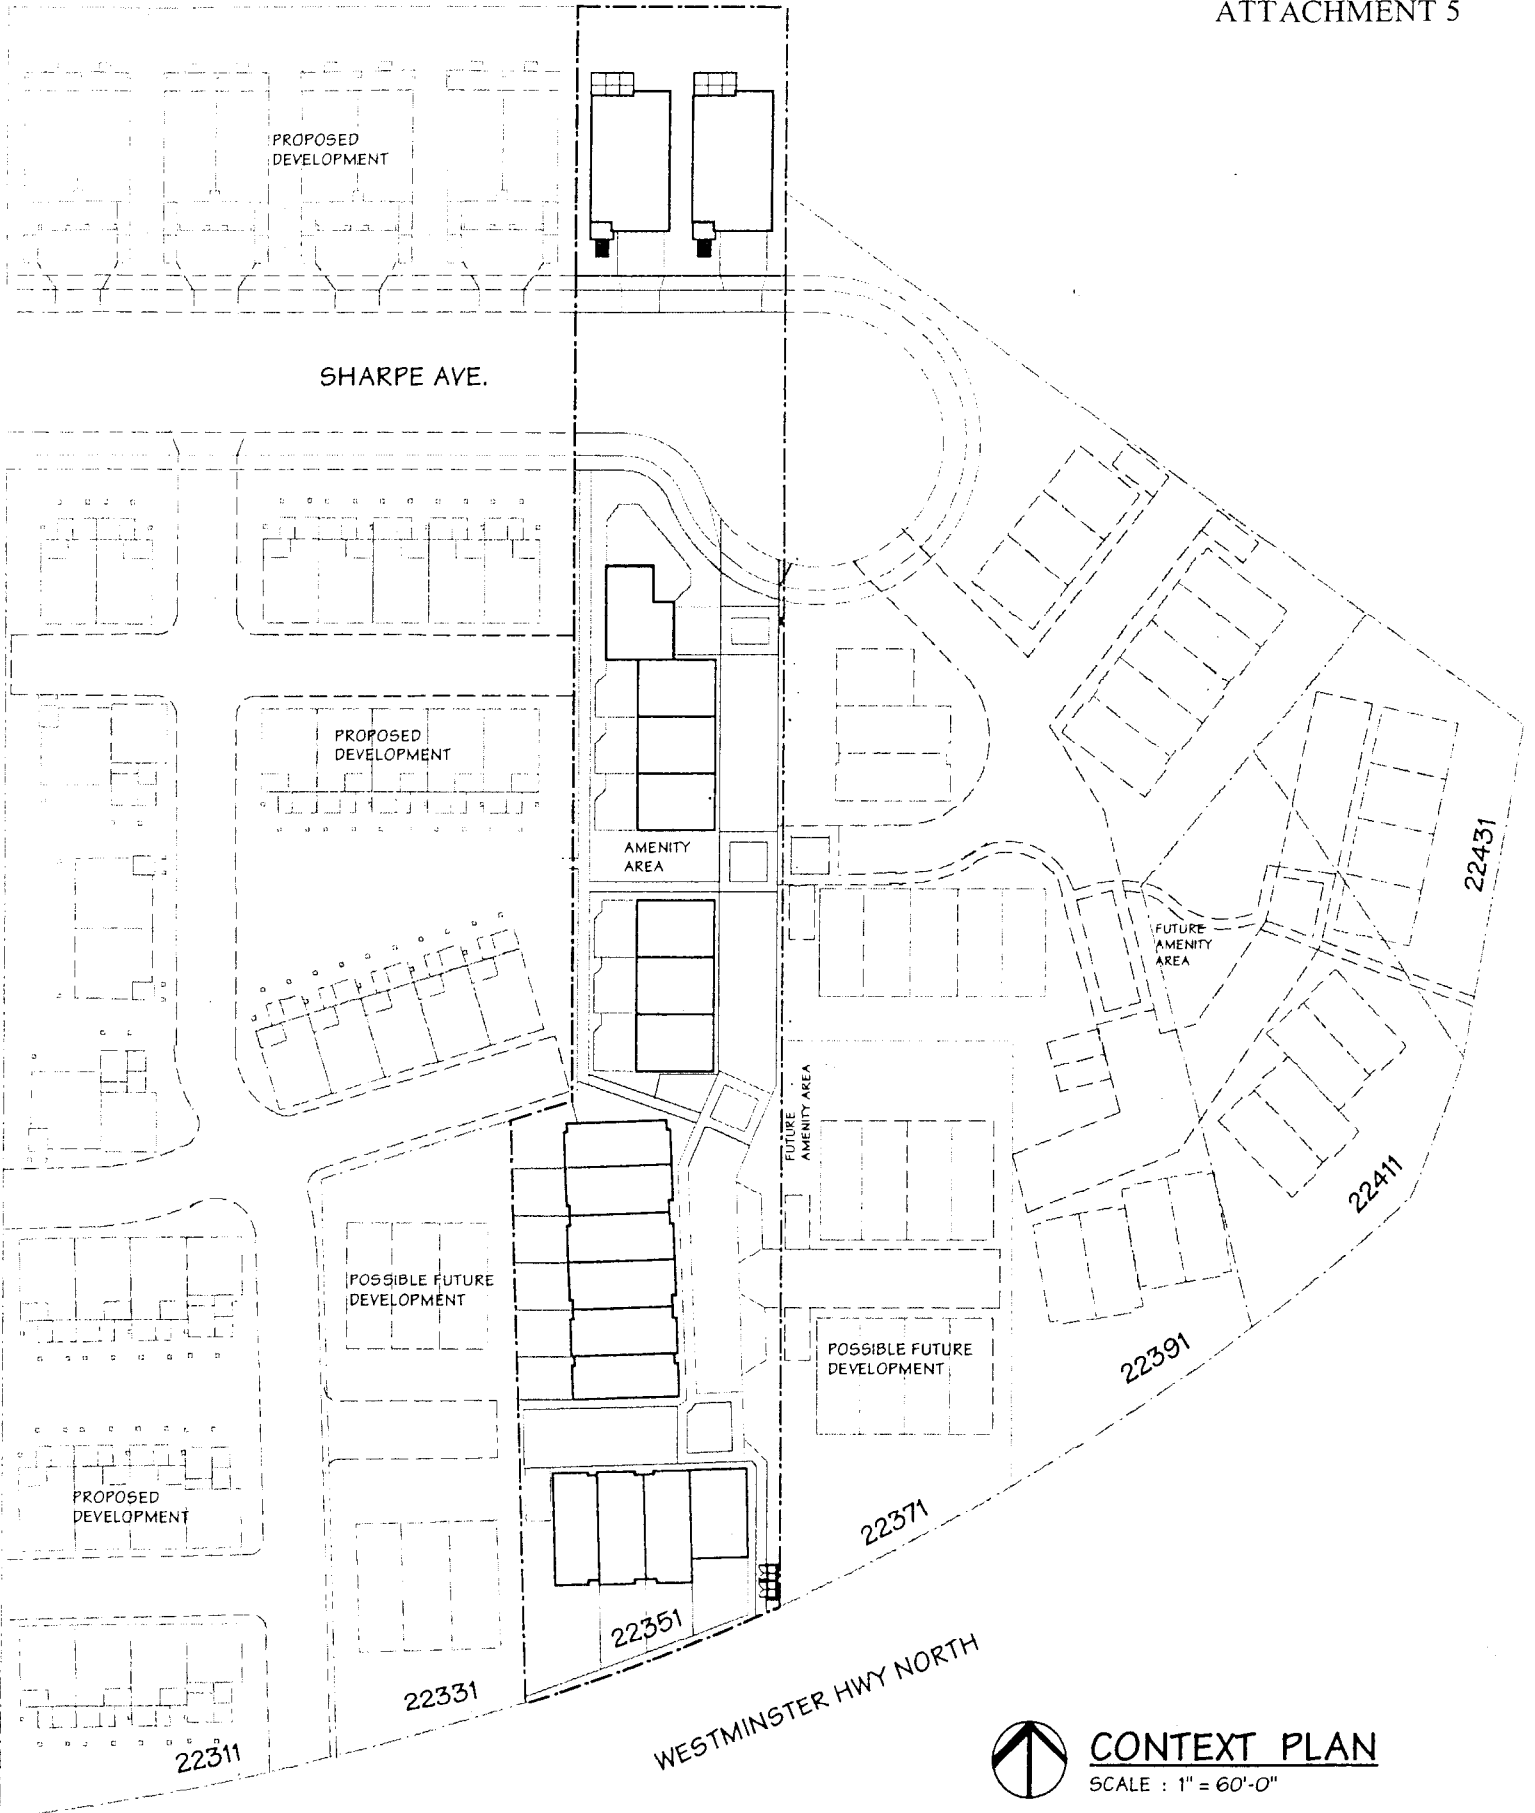 ATTACHMENT 5
PROPOSED
DEVELOPMENT
SHARPE AVE.
PROPOSED
DEVELOPMENT
AMENITY
AREA
22431
FUTURE
AMENITY
AREA
FUTURE
AMENITY AREA
22411
POSSIBLE FUTURE
DEVELOPMENT
POSSIBLE FUTURE
DEVELOPMENT
22391
PROPOSED
DEVELOPMENT
22371
22351
22331
22311
WESTMINSTER HWY NORTH
CONTEXT PLAN
SCALE : 1" = 60'-0"